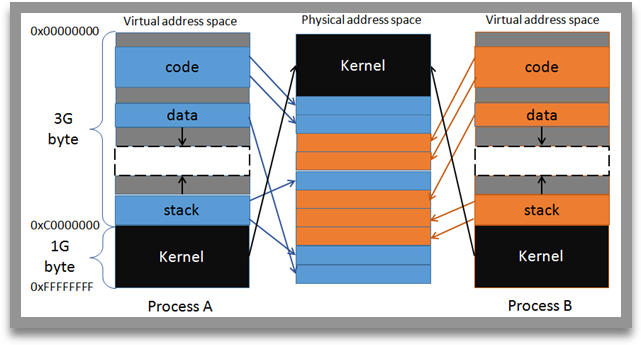 Virtual address space
Physical address space
Virtual address space
0x00000000
code
data
stack
Kernel
3G
byte
0xC0000000
1G
byte
0xFFFFFFFF
Process A
Kernel
code
data
stack
Kernel
Process B